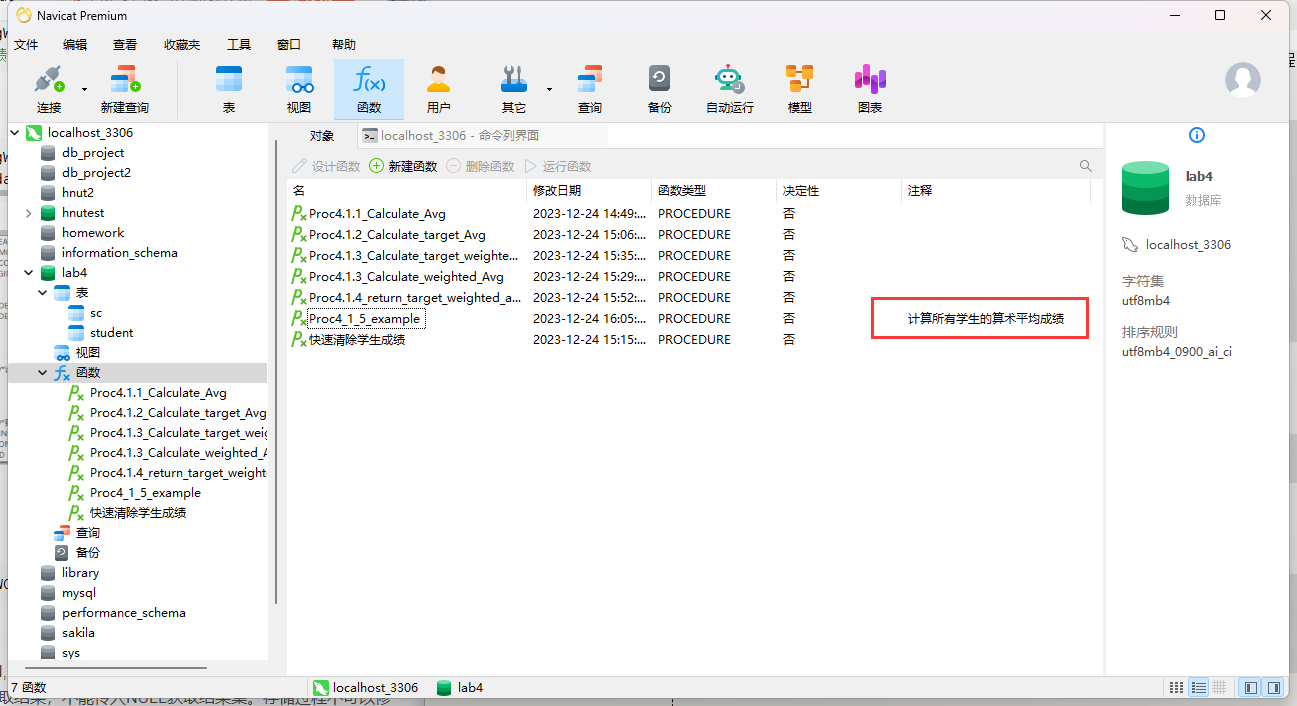 Navicat Premium
文件 编辑 查看 收藏夹 工具 窗口 帮助
连接 新建查询 表 视图 函数 用户 其它 查询 备份 自动运行 模型 图表
localhost_3306
db_project
db_project2
hnut2
hnutest
homework
information_schema
lab4
表
sc
student
视图
函数
Proc4.1.1_Calculate_Avg
Proc4.1.2_Calculate_target_Avg
Proc4.1.3_Calculate_target_weig
Proc4.1.3_Calculate_weighted_A
Proc4.1.4_return_target_weight
Proc4_1_5_example
快速清除学生成绩
查询
备份
library
mysql
performance_schema
sakila
sys
对象 localhost_3306 - 命令列界面
设计函数 新建函数 删除函数 运行函数
名 修改日期 函数类型 决定性 注释
Proc4.1.1_Calculate_Avg 2023-12-24 14:49:... PROCEDURE 否
Proc4.1.2_Calculate_target_Avg 2023-12-24 15:06:... PROCEDURE 否
Proc4.1.3_Calculate_target_weighte... 2023-12-24 15:35:... PROCEDURE 否
Proc4.1.3_Calculate_weighted_Avg 2023-12-24 15:29:... PROCEDURE 否
Proc4.1.4_return_target_weighted_a... 2023-12-24 15:52:... PROCEDURE 否
Proc4_1_5_example 2023-12-24 16:05:... PROCEDURE 否 计算所有学生的算术平均成绩
快速清除学生成绩 2023-12-24 15:15:... PROCEDURE 否
lab4
数据库
localhost_3306
字符集
utf8mb4
排序规则
utf8mb4_0900_ai_ci
7 函数 localhost_3306 lab4